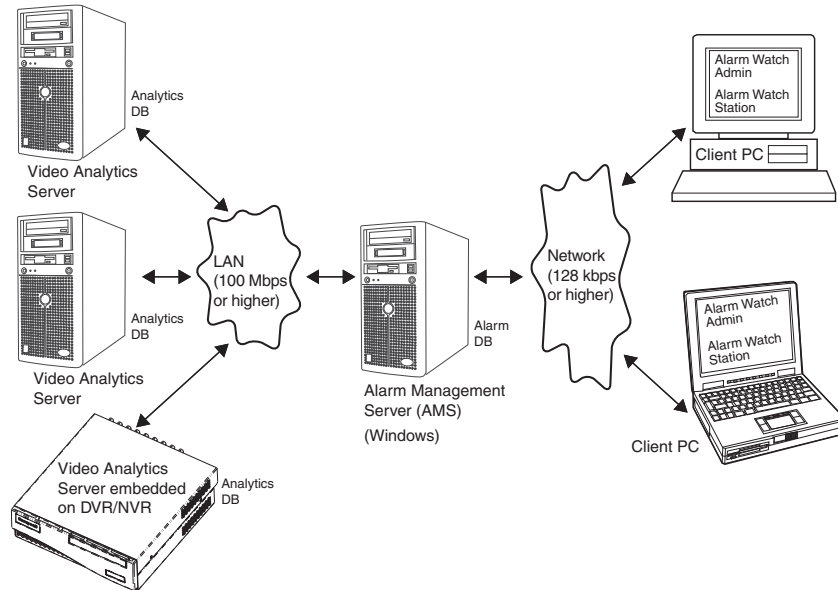 Analytics
DB
Video Analytics
Server
Analytics
DB
Video Analytics
Server
Video Analytics
Server embedded
on DVR/NVR
Analytics
DB
LAN
(100 Mbps
or higher)
Alarm
DB
Alarm Management
Server (AMS)
(Windows)
Network
(128 kbps
or higher)
Alarm Watch
Admin
Alarm Watch
Station
Client PC
Alarm Watch
Admin
Alarm Watch
Station
Client PC